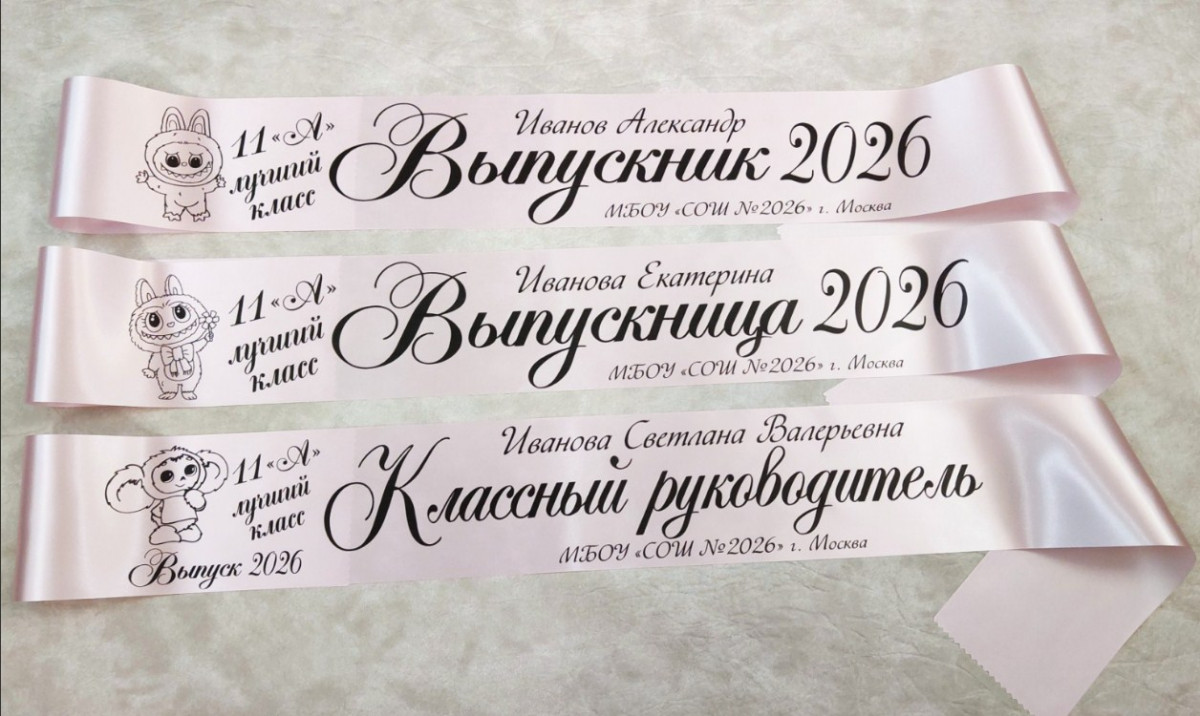 11 «А»
лучший
класс
Иванов Александр
Выпускник 2026
МБОУ «СОШ №2026» г. Москва
11 «А»
лучший
класс
Иванова Екатерина
Выпускница 2026
МБОУ «СОШ №2026» г. Москва
11 «А»
лучший
класс
Выпуск 2026
Иванова Светлана Валерьевна
Классный руководитель
МБОУ «СОШ №2026» г. Москва